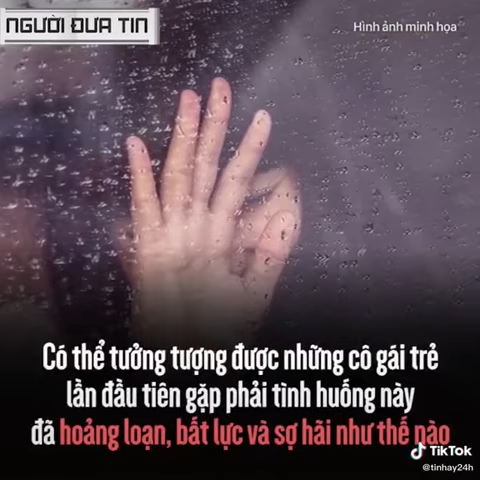 NGƯỜI ĐƯA TIN
Hình ảnh minh họa
Có thể tưởng tượng được những cô gái trẻ
lần đầu tiên gặp phải tình huống này
đã hoảng loạn, bất lực và sợ hãi như thế nào
TikTok
@tinhay24h